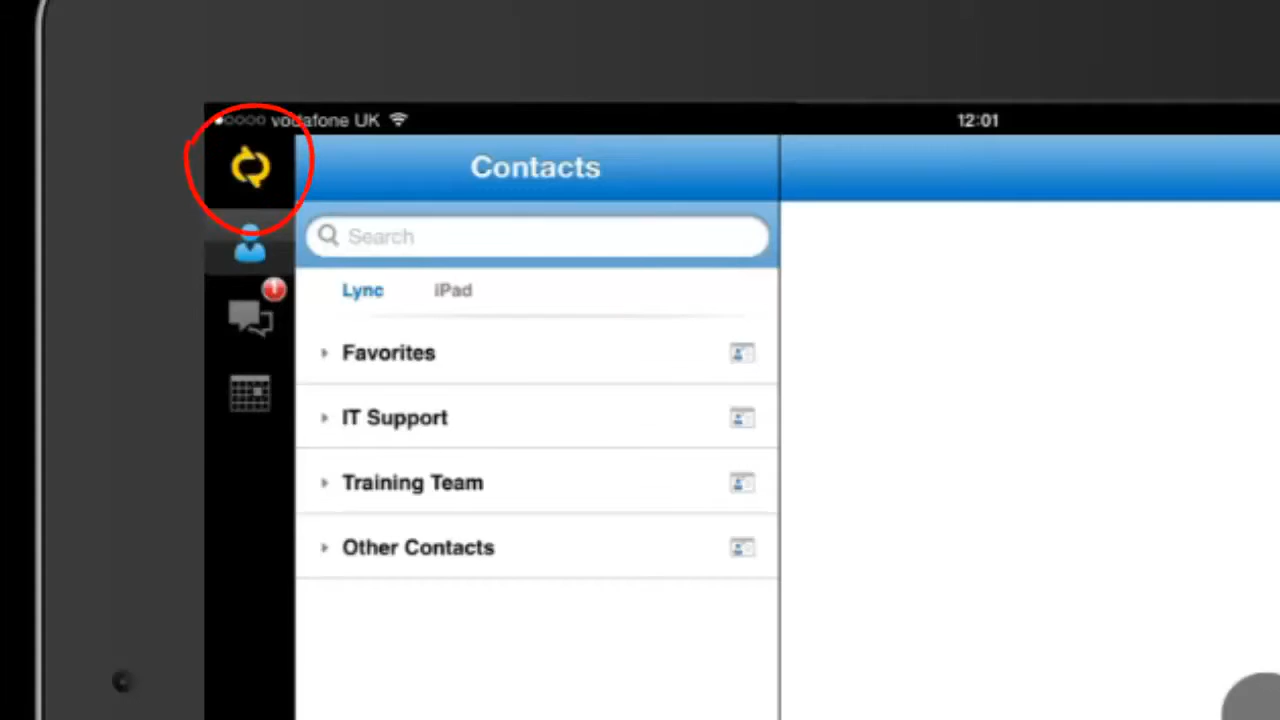 vodafone UK 12:01
Contacts
Search
Lync iPad
Favorites
IT Support
Training Team
Other Contacts